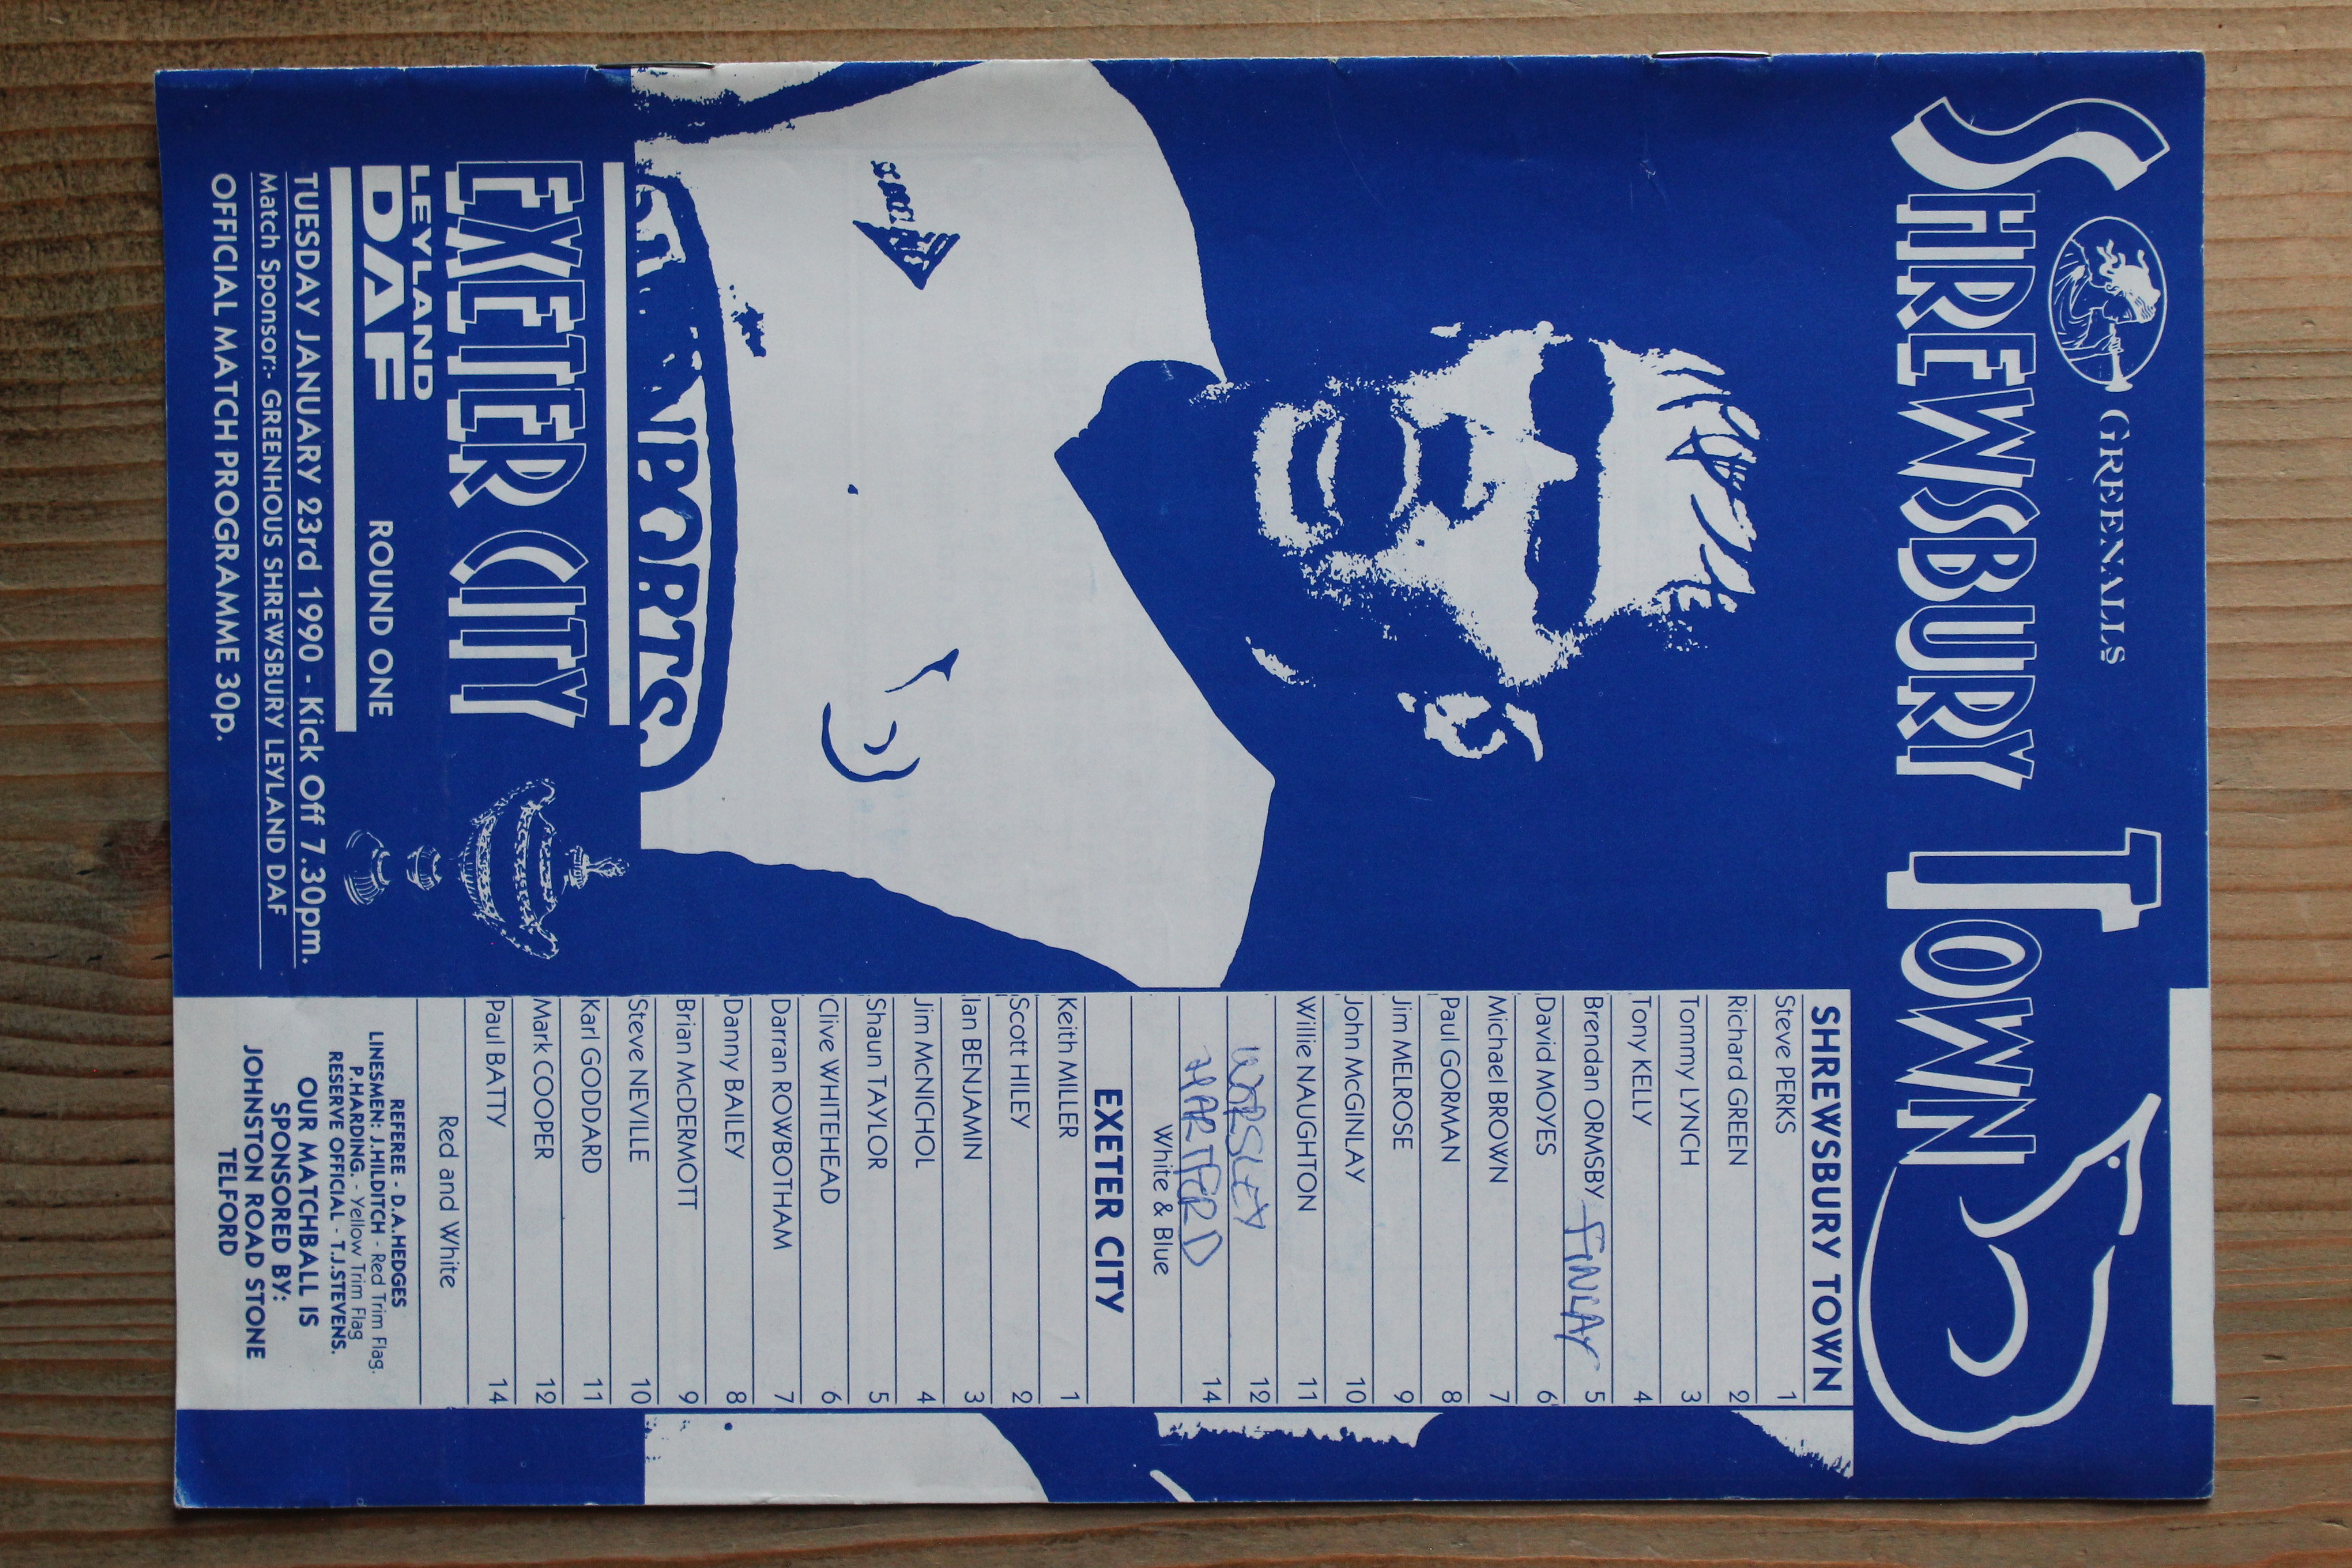 GREENALLS
SHREWSBURY TOWN
SHREWSBURY TOWN
Steve PERKS 1
Richard GREEN 2
Tommy LYNCH 3
Tony KELLY 4
Brendan ORMSBY FINLAY 5
David MOYES 6
Michael BROWN 7
Paul GORMAN 8
Jim MELROSE 9
John McGINLAY 10
Willie NAUGHTON 11
WORSLEY 12
HARTFERD 14
White & Blue
EXETER CITY
Keith MILLER 1
Scott HILEY 2
Ian BENJAMIN 3
Jim McNICHOL 4
Shaun TAYLOR 5
Clive WHITEHEAD 6
Darran ROWBOTHAM 7
Danny BAILEY 8
Brian McDERMOTT 9
Steve NEVILLE 10
Karl GODDARD 11
Mark COOPER 12
Paul BATTY 14
Red and White
REFEREE - D.A.HEDGES
LINESMEN: J.HILDITCH - Red Trim Flag.
P.HARDING. - Yellow Trim Flag
RESERVE OFFICIAL - T.J.STEVENS.
OUR MATCHBALL IS
SPONSORED BY:
JOHNSTON ROAD STONE
TELFORD
NPORTS
EXETER CITY
LEYLAND
DAF ROUND ONE
TUESDAY JANUARY 23rd 1990 - Kick Off 7.30pm.
Match Sponsor:- GREENHOUS SHREWSBURY LEYLAND DAF
OFFICIAL MATCH PROGRAMME 30p.